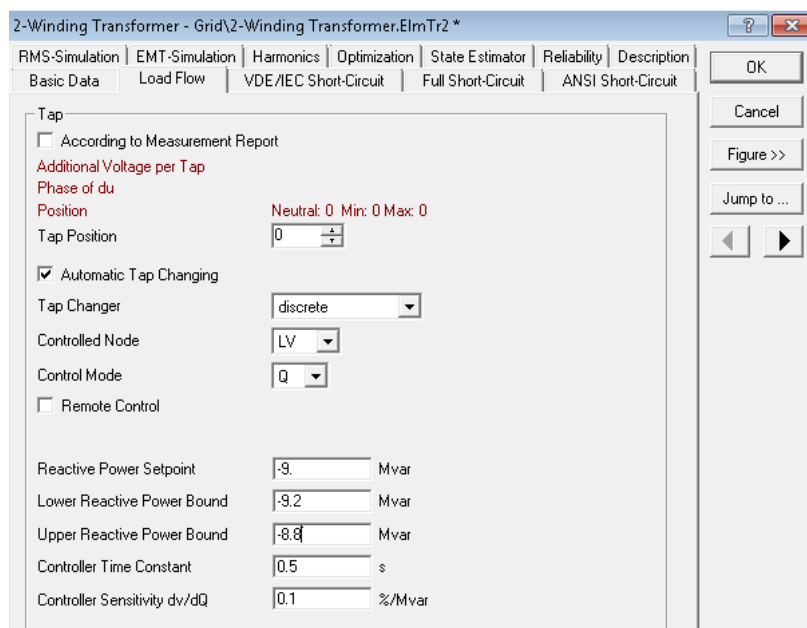 2-Winding Transformer - Grid\2-Winding Transformer.ElmTr2 *
?
X
RMS-Simulation EMT-Simulation Harmonics Optimization State Estimator Reliability Description
Basic Data Load Flow VDE/IEC Short-Circuit Full Short-Circuit ANSI Short-Circuit
OK
Cancel
Figure >>
Jump to ...
Tap
According to Measurement Report
Additional Voltage per Tap
Phase of du
Position Neutral: 0 Min: 0 Max: 0
Tap Position 0
Automatic Tap Changing
Tap Changer discrete
Controlled Node LV
Control Mode Q
Remote Control
Reactive Power Setpoint -9. Mvar
Lower Reactive Power Bound -9.2 Mvar
Upper Reactive Power Bound -8.8 Mvar
Controller Time Constant 0.5 s
Controller Sensitivity dv/dQ 0.1 %/Mvar